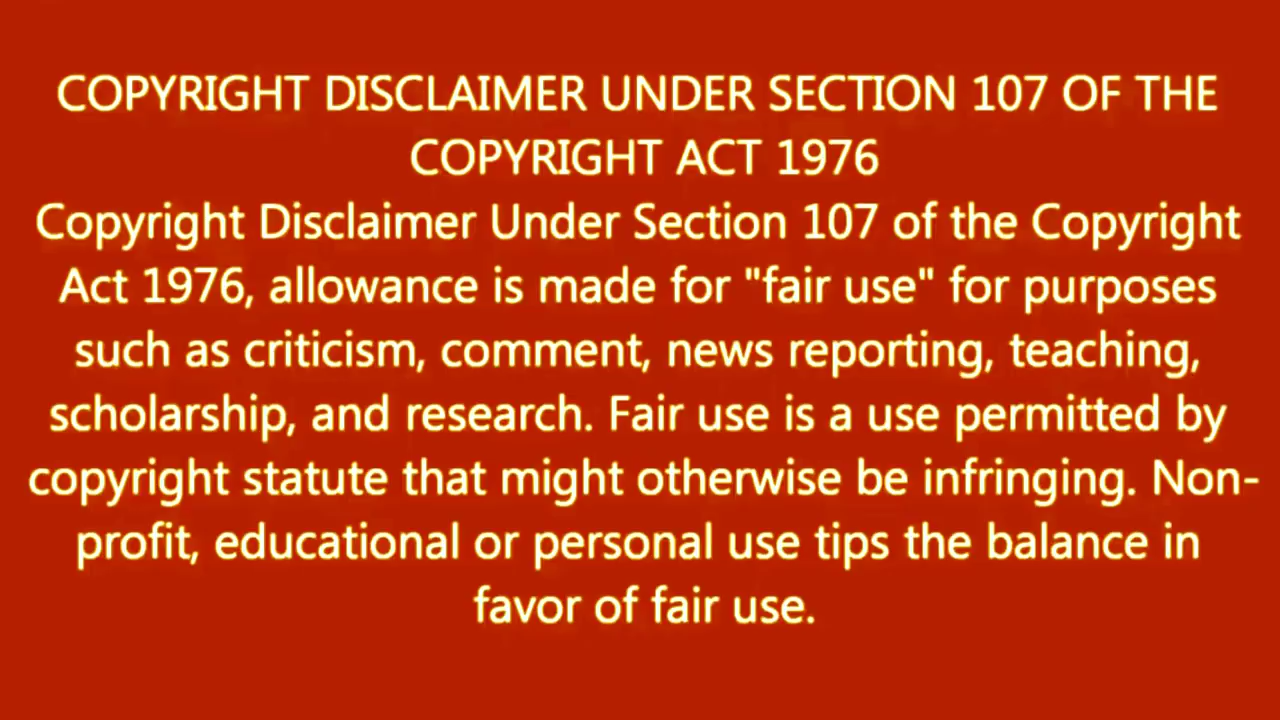 COPYRIGHT DISCLAIMER UNDER SECTION 107 OF THE
COPYRIGHT ACT 1976
Copyright Disclaimer Under Section 107 of the Copyright
Act 1976, allowance is made for "fair use" for purposes
such as criticism, comment, news reporting, teaching,
scholarship, and research. Fair use is a use permitted by
copyright statute that might otherwise be infringing. Non-
profit, educational or personal use tips the balance in
favor of fair use.